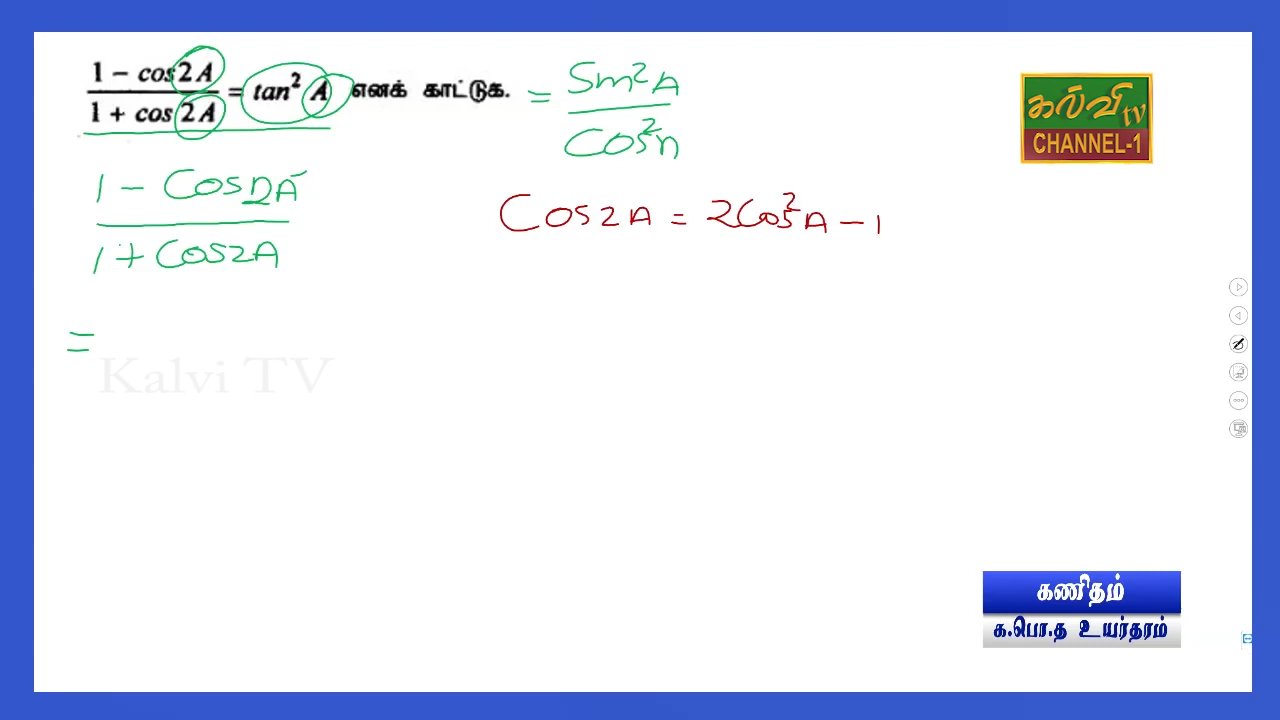 1 − cos 2A
1 + cos 2A
= tan² A எனக் காட்டுக.
= Sin²A
Cos²A
கல்வி tv
CHANNEL-1
1 − Cos2A
1 + Cos2A
Cos2A = 2Cos²A − 1
=
Kalvi TV
கணிதம்
க.பொ.த உயர்தரம்